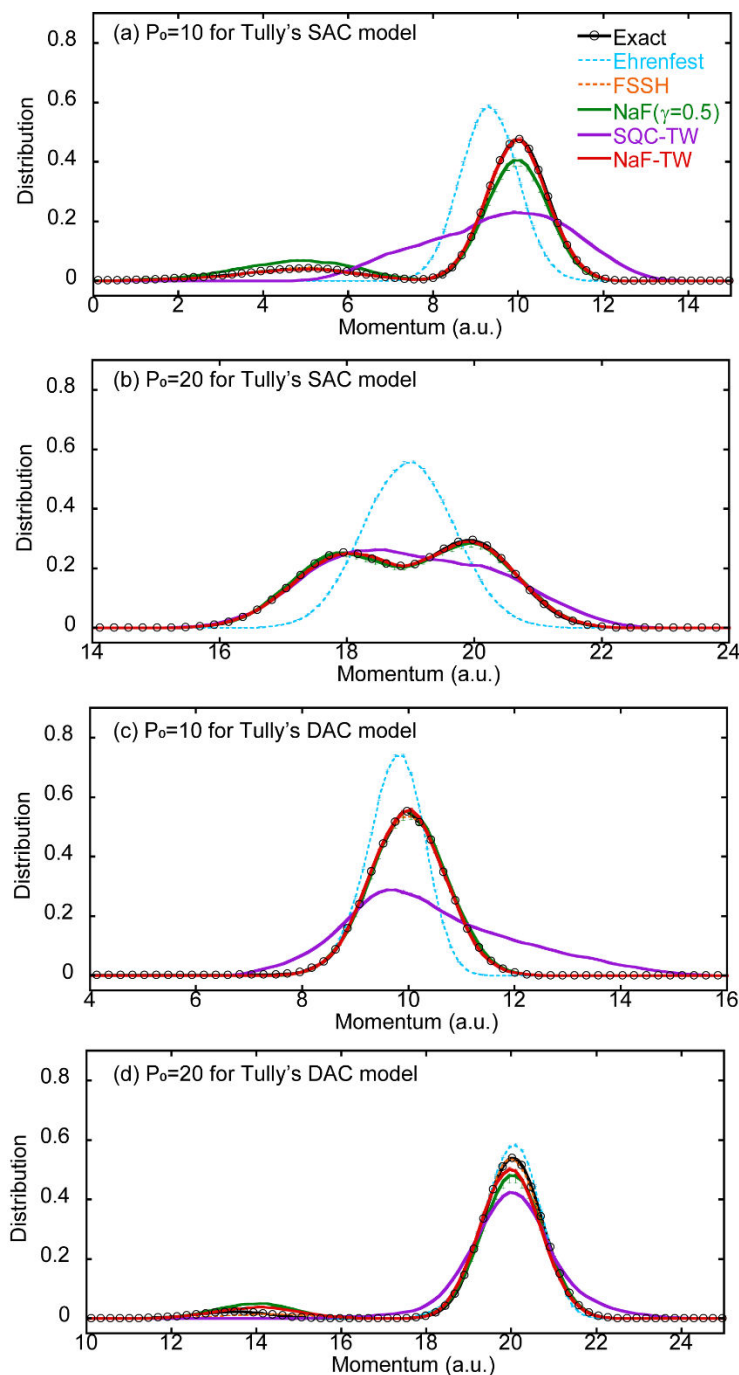 (a) P₀=10 for Tully's SAC model
Exact
Ehrenfest
FSSH
NaF(γ=0.5)
SQC-TW
NaF-TW
Distribution
0.8
0.6
0.4
0.2
0
0 2 4 6 8 10 12 14
Momentum (a.u.)
(b) P₀=20 for Tully's SAC model
Distribution
0.8
0.6
0.4
0.2
0
14 16 18 20 22 24
Momentum (a.u.)
(c) P₀=10 for Tully's DAC model
Distribution
0.8
0.6
0.4
0.2
0
4 6 8 10 12 14 16
Momentum (a.u.)
(d) P₀=20 for Tully's DAC model
Distribution
0.8
0.6
0.4
0.2
0
10 12 14 16 18 20 22 24
Momentum (a.u.)